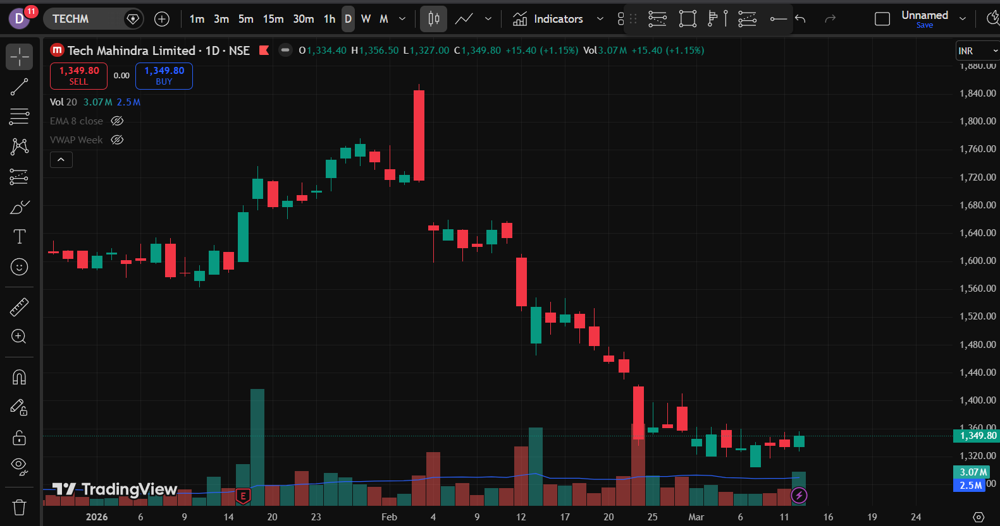 D 11 TECHM 1m 3m 5m 15m 30m 1h D W M Indicators Unnamed
Save
m Tech Mahindra Limited · 1D · NSE O1,334.40 H1,356.50 L1,327.00 C1,349.80 +15.40 (+1.15%) Vol3.07M +15.40 (+1.15%) INR
1,349.80 0.00 1,349.80
SELL BUY
Vol 20 3.07M 2.5M
EMA 8 close
VWAP Week
1,880.00
1,840.00
1,800.00
1,760.00
1,720.00
1,680.00
1,640.00
1,600.00
1,560.00
1,520.00
1,480.00
1,440.00
1,400.00
1,360.00
1,349.80
1,320.00
3.07M
2.5M
00
TradingView
E
2026 6 9 14 20 23 Feb 4 9 12 17 20 25 Mar 6 11 16 19 24